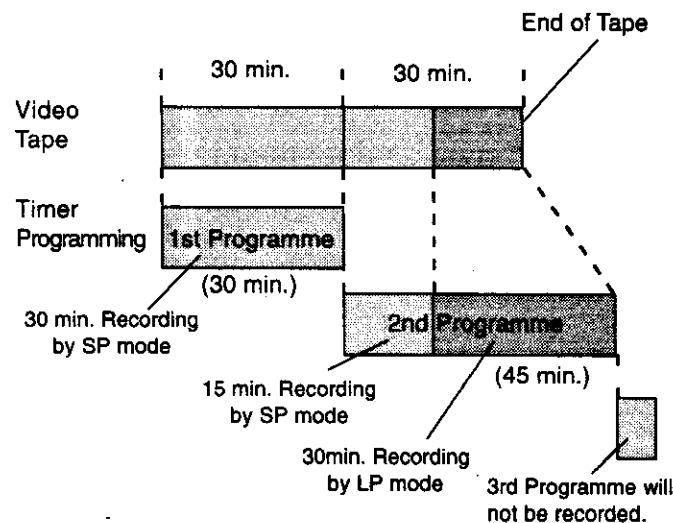 End of Tape
30 min.
30 min.
Video
Tape
Timer
Programming
1st Programme
(30 min.)
30 min. Recording
by SP mode
2nd Programme
(45 min.)
15 min. Recording
by SP mode
30min. Recording
by LP mode
3rd Programme will
not be recorded.